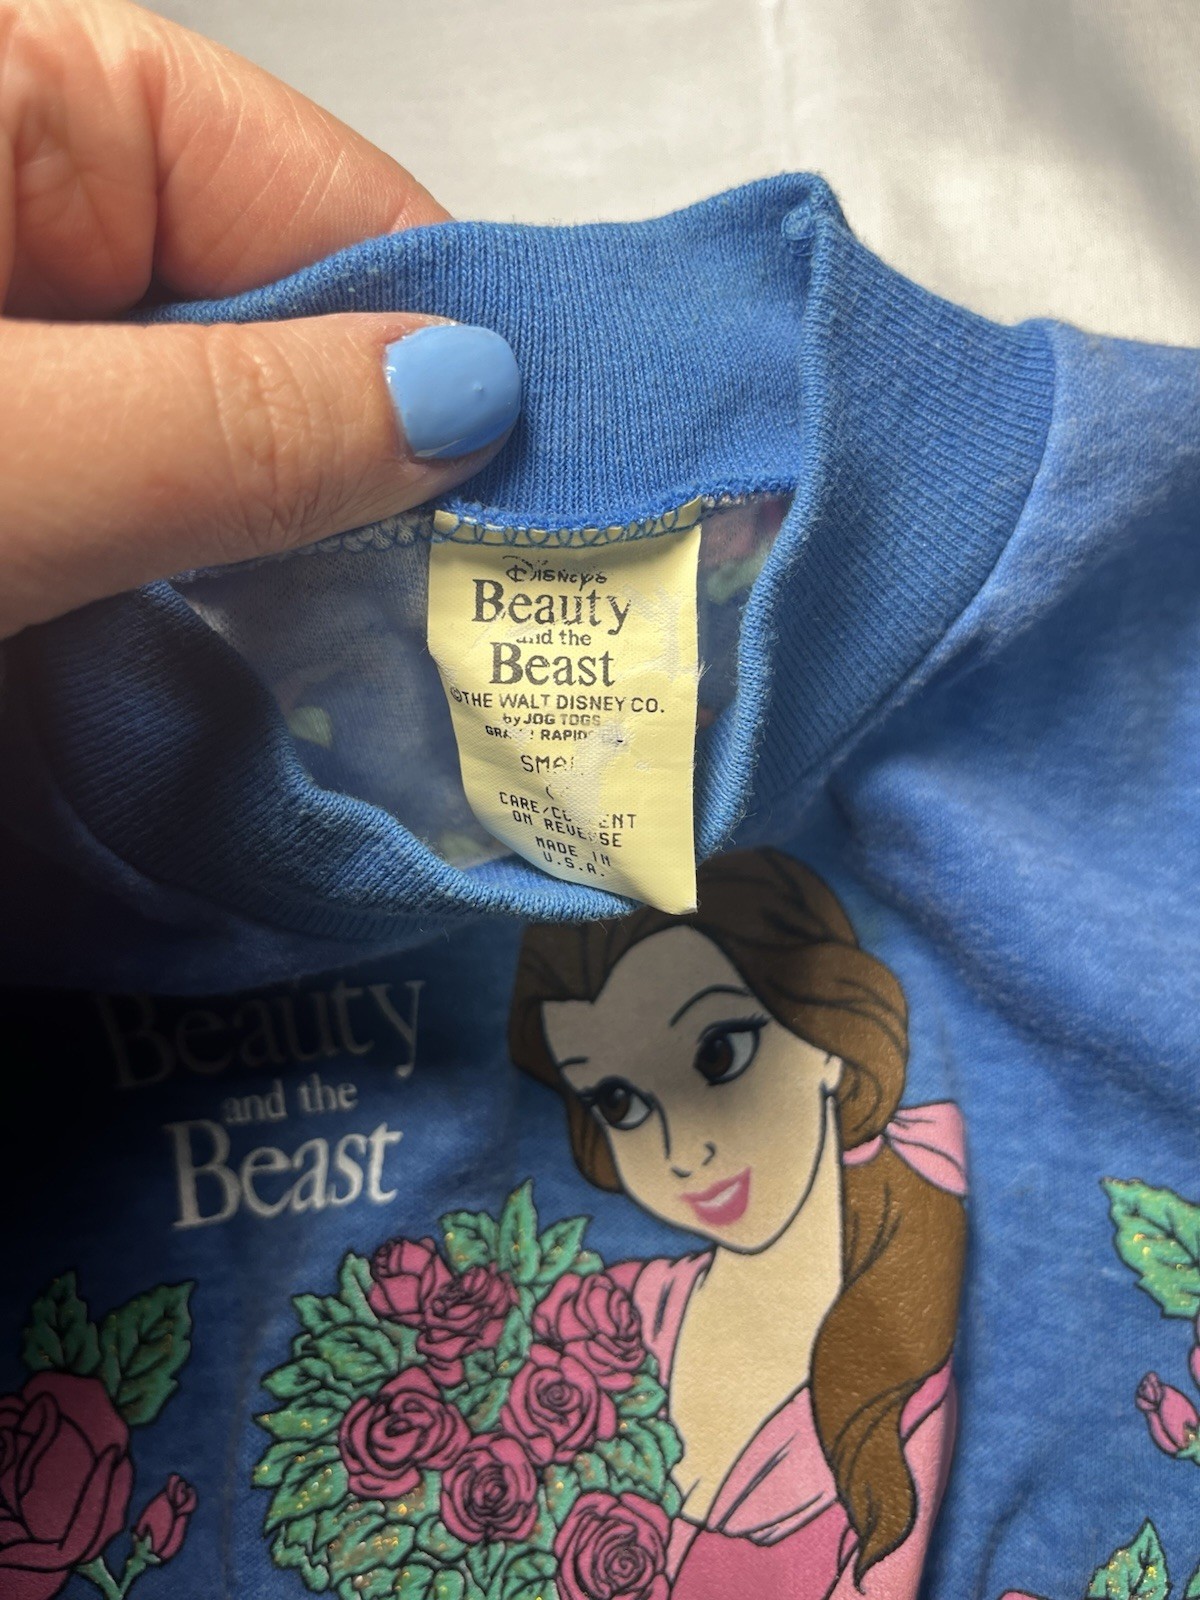 Disney's
Beauty
and the
Beast
©THE WALT DISNEY CO.
by JOG TOGS
RAPID
CARE/
ON REVERSE
MADE IN
U.S.A.
Beauty
and the
Beast